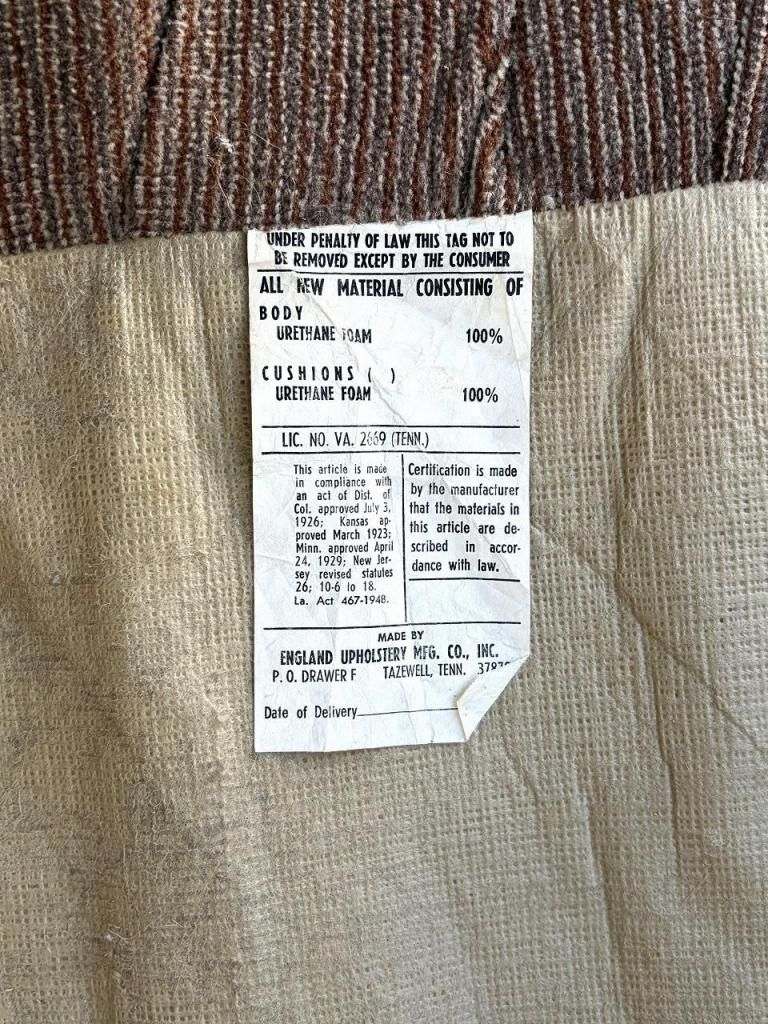 UNDER PENALTY OF LAW THIS TAG NOT TO
BE REMOVED EXCEPT BY THE CONSUMER
ALL NEW MATERIAL CONSISTING OF
BODY
URETHANE FOAM 100%
CUSHIONS ( )
URETHANE FOAM 100%
LIC. NO. VA. 2669 (TENN.)
This article is made
in compliance with
an act of Dist. of
Col. approved July 3,
1926; Kansas ap-
proved March 1923;
Minn. approved April
24, 1929; New Jer-
sey revised statutes
26; 10-6 to 18.
La. Act 467-1948.
Certification is made
by the manufacturer
that the materials in
this article are de-
scribed in accor-
dance with law.
MADE BY
ENGLAND UPHOLSTERY MFG. CO., INC.
P. O. DRAWER F TAZEWELL, TENN.
Date of Delivery